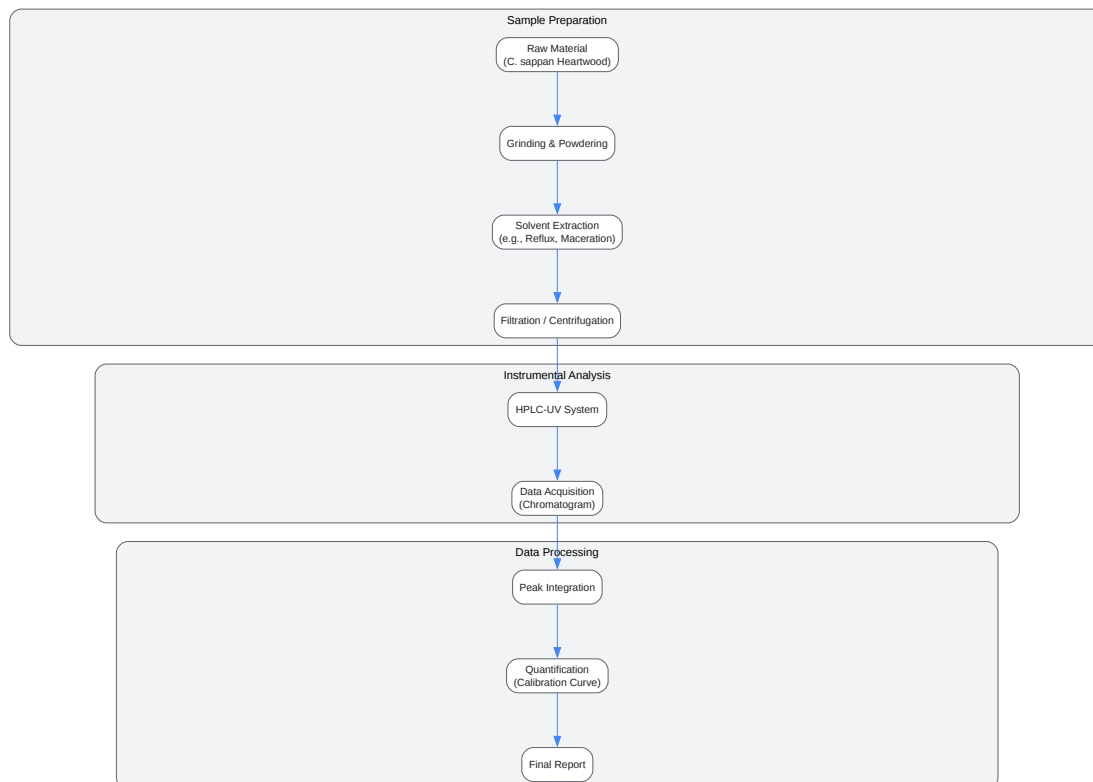 Sample Preparation
Raw Material
(C. sappan Heartwood)
Grinding & Powdering
Solvent Extraction
(e.g., Reflux, Maceration)
Filtration / Centrifugation
Instrumental Analysis
HPLC-UV System
Data Acquisition
(Chromatogram)
Data Processing
Peak Integration
Quantification
(Calibration Curve)
Final Report